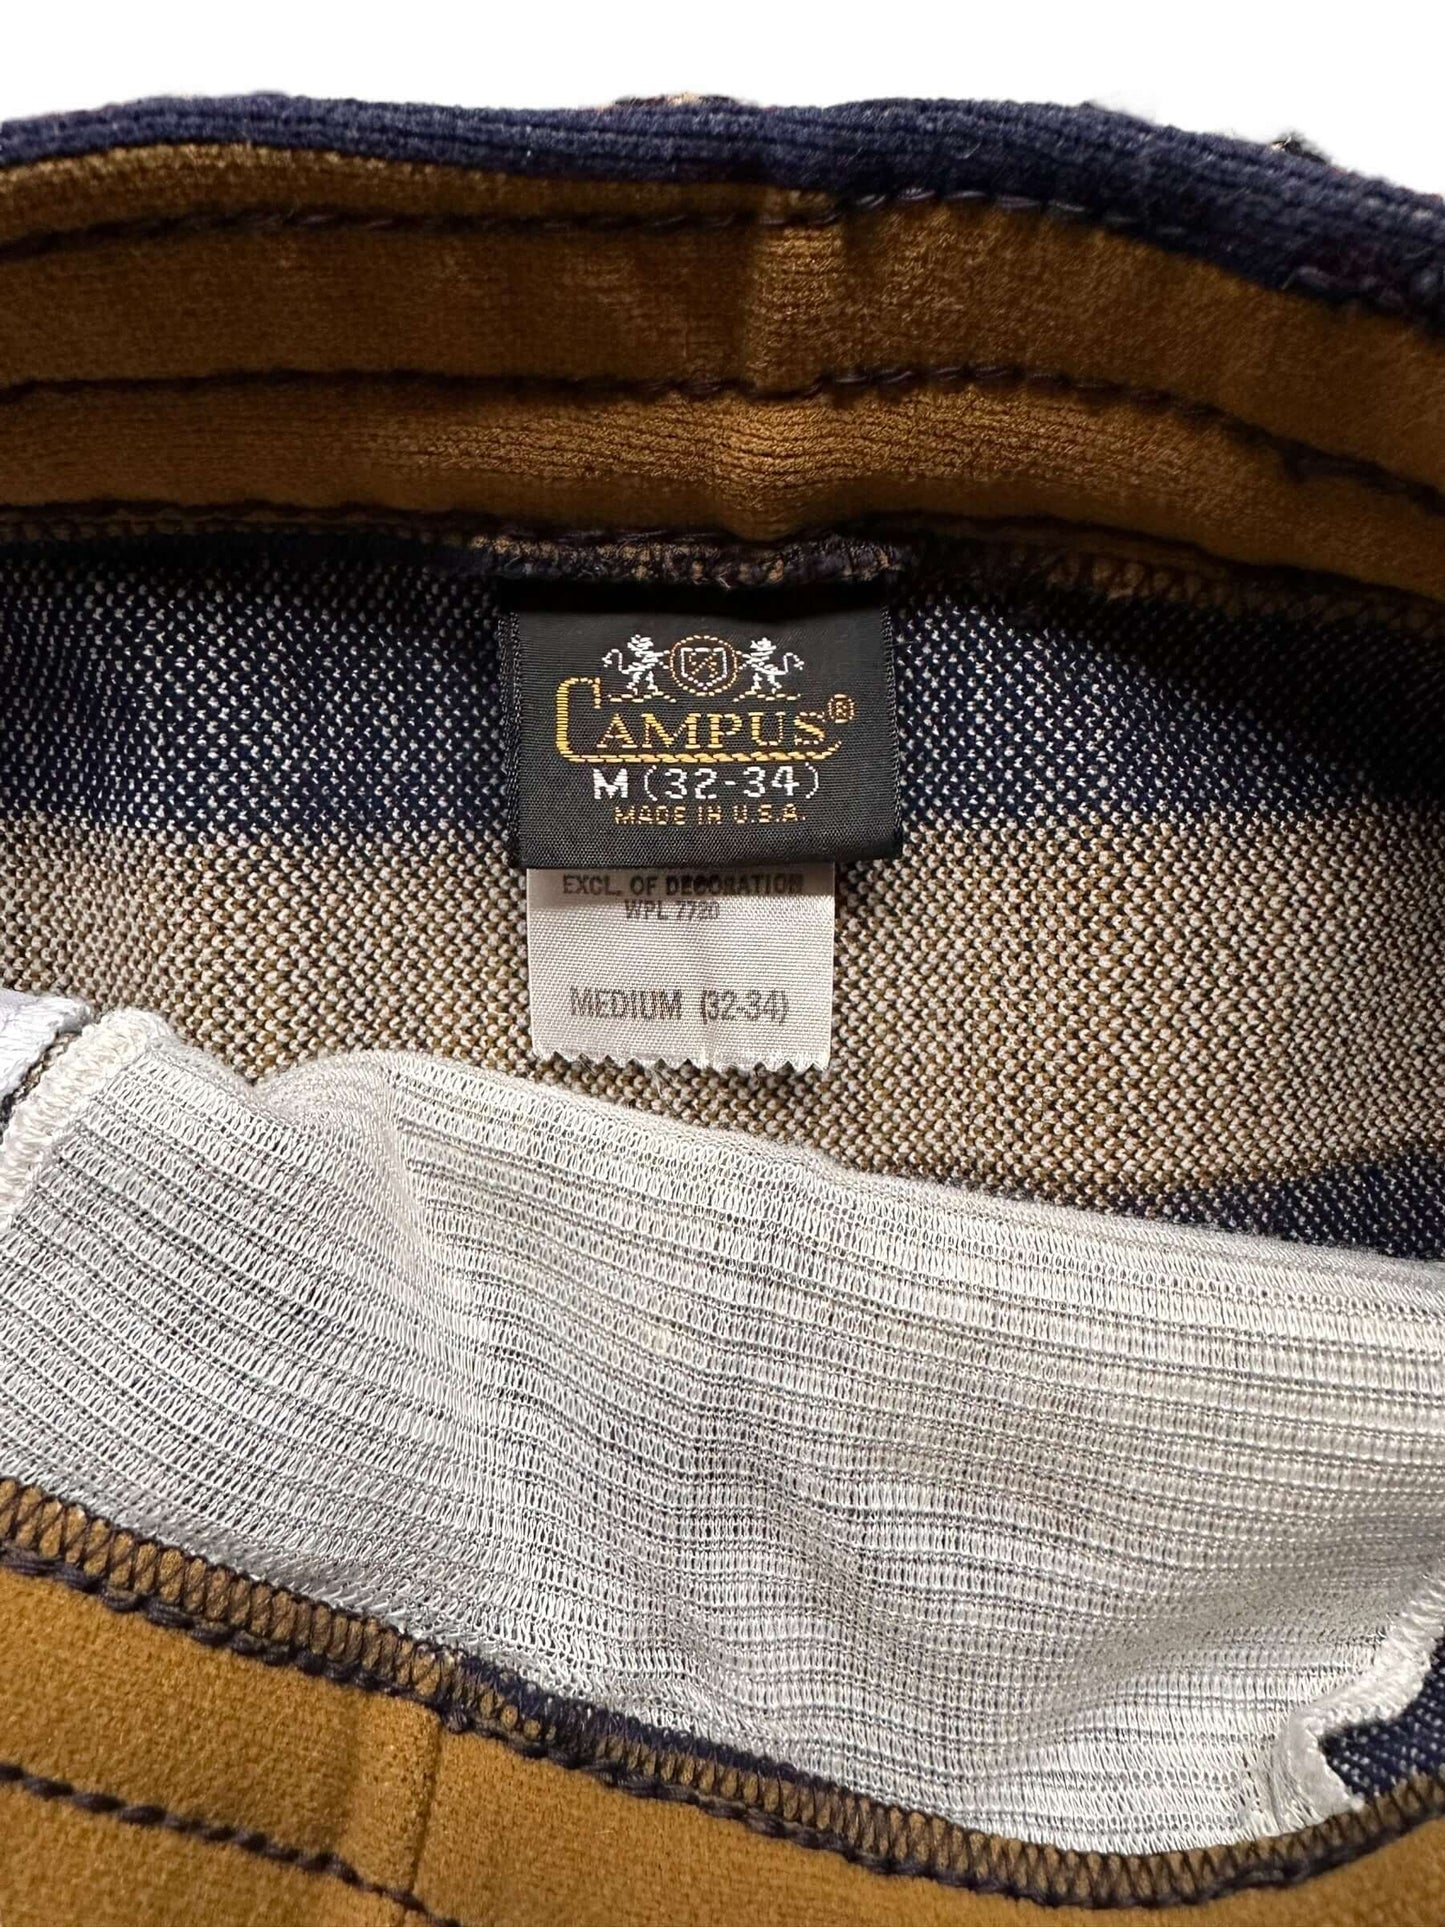 CAMPUS®
M (32-34)
MADE IN U.S.A.
EXCL. OF DECORATION
WPL 7720
MEDIUM (32-34)